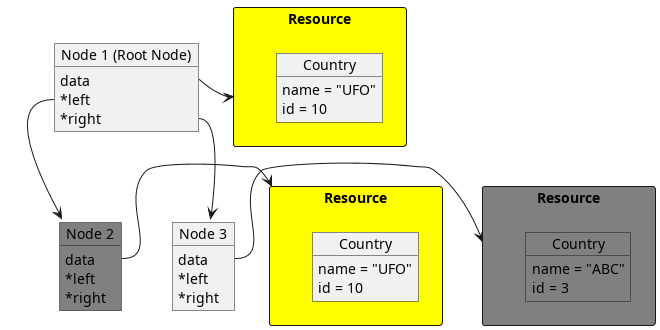 Resource
Node 1 (Root Node)
data
*left
*right
Country
name = "UFO"
id = 10
Node 2
data
*left
*right
Node 3
data
*left
*right
Resource
Country
name = "UFO"
id = 10
Resource
Country
name = "ABC"
id = 3